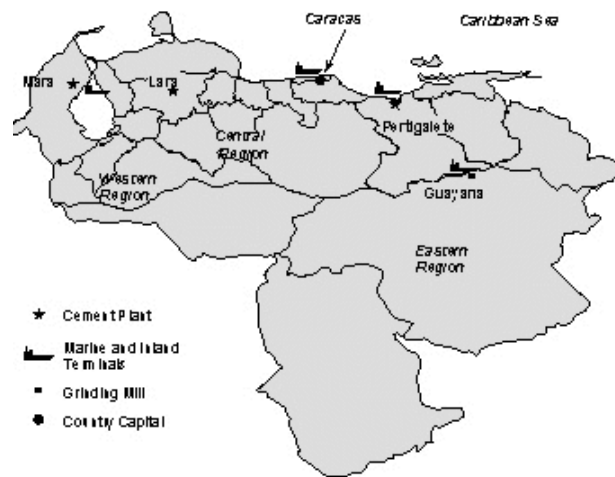 Caracas
Caribbean Sea
Mara
Lara
Pertigalete
Central
Region
Western
Region
Guayana
Eastern
Region
Cement Plant
Marine and Inland
Terminals
Grinding Mill
Country Capital